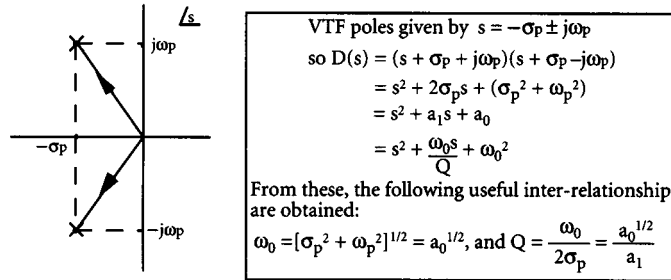 s
jωp
−σp
−jωp
VTF poles given by s = −σp ± jωp
so D(s) = (s + σp + jωp)(s + σp−jωp)
= s² + 2σps + (σp² + ωp²)
= s² + a₁s + a₀
= s² + ω₀s/Q + ω₀²
From these, the following useful inter-relationship
are obtained:
ω₀ =[σp² + ωp²]^1/2 = a₀^1/2, and Q = ω₀/2σp = a₀^1/2/a₁